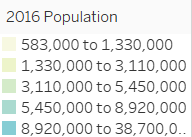 2016 Population
583,000 to 1,330,000
1,330,000 to 3,110,000
3,110,000 to 5,450,000
5,450,000 to 8,920,000
8,920,000 to 38,700,0..